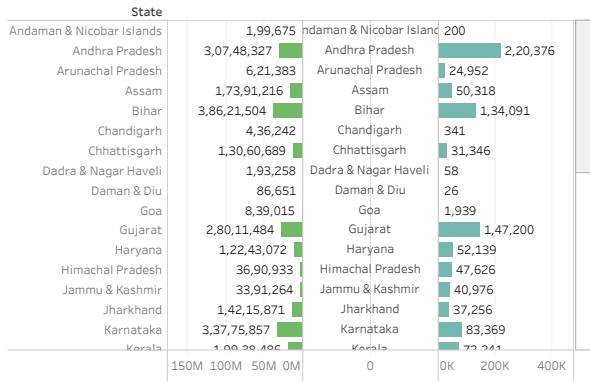 State
Andaman & Nicobar Islands 1,99,675 ndaman & Nicobar Islanc 200
Andhra Pradesh 3,07,48,327 Andhra Pradesh 2,20,376
Arunachal Pradesh 6,21,383 Arunachal Pradesh 24,952
Assam 1,73,91,216 Assam 50,318
Bihar 3,86,21,504 Bihar 1,34,091
Chandigarh 4,36,242 Chandigarh 341
Chhattisgarh 1,30,60,689 Chhattisgarh 31,346
Dadra & Nagar Haveli 1,93,258 Dadra & Nagar Haveli 58
Daman & Diu 86,651 Daman & Diu 26
Goa 8,39,015 Goa 1,939
Gujarat 2,80,11,484 Gujarat 1,47,200
Haryana 1,22,43,072 Haryana 52,139
Himachal Pradesh 36,90,933 Himachal Pradesh 47,626
Jammu & Kashmir 33,91,264 Jammu & Kashmir 40,976
Jharkhand 1,42,15,871 Jharkhand 37,256
Karnataka 3,37,75,857 Karnataka 83,369
Kerala 1,99,38,486 Kerala
150M 100M 50M 0M 0 0K 200K 400K